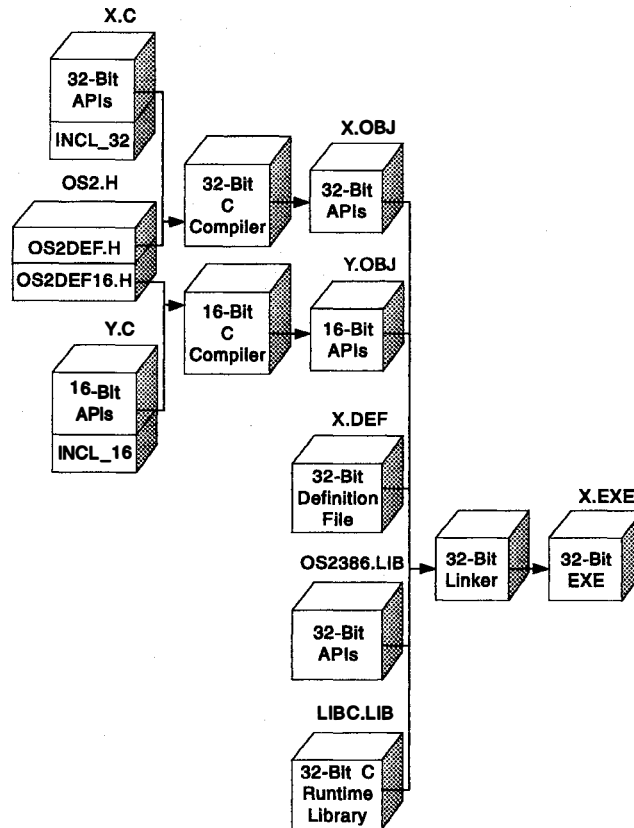 X.C
32-Bit
APIs
INCL_32
OS2.H
OS2DEF.H
OS2DEF16.H
Y.C
16-Bit
APIs
INCL_16
32-Bit
C
Compiler
16-Bit
C
Compiler
X.OBJ
32-Bit
APIs
Y.OBJ
16-Bit
APIs
X.DEF
32-Bit
Definition
File
OS2386.LIB
32-Bit
APIs
LIBC.LIB
32-Bit C
Runtime
Library
32-Bit
Linker
X.EXE
32-Bit
EXE